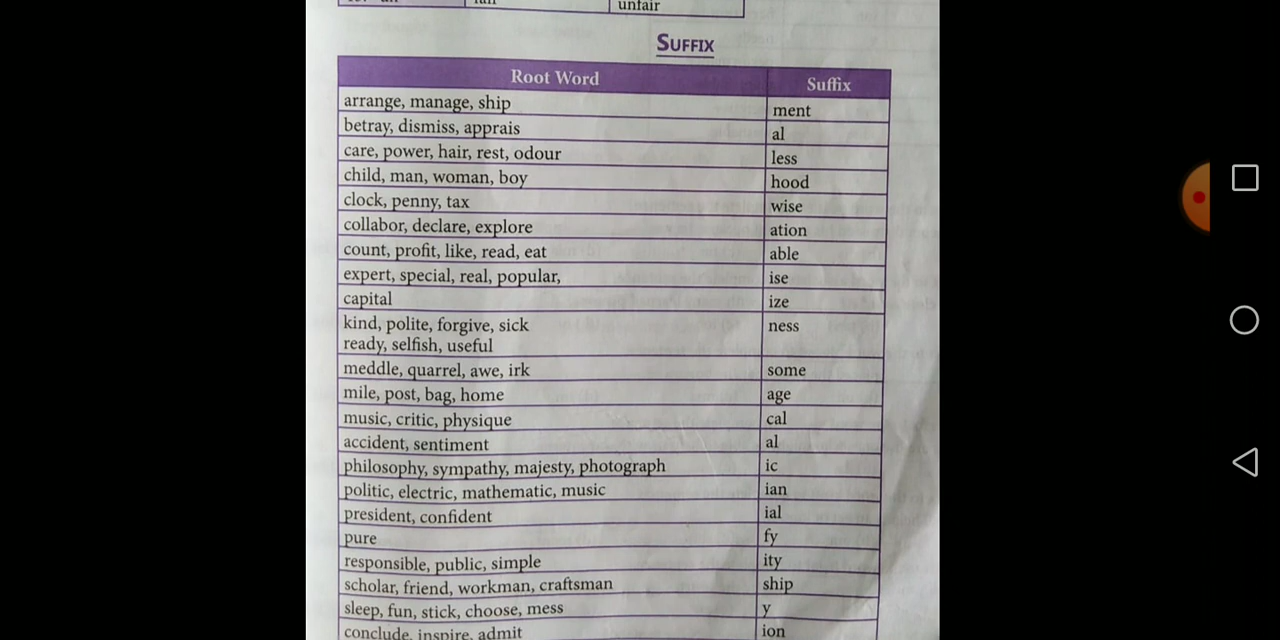 unfair
SUFFIX
Root Word Suffix
arrange, manage, ship ment
betray, dismiss, apprais al
care, power, hair, rest, odour less
child, man, woman, boy hood
clock, penny, tax wise
collabor, declare, explore ation
count, profit, like, read, eat able
expert, special, real, popular, ise
capital ize
kind, polite, forgive, sick ness
ready, selfish, useful
meddle, quarrel, awe, irk some
mile, post, bag, home age
music, critic, physique cal
accident, sentiment al
philosophy, sympathy, majesty, photograph ic
politic, electric, mathematic, music ian
president, confident ial
pure fy
responsible, public, simple ity
scholar, friend, workman, craftsman ship
sleep, fun, stick, choose, mess y
conclude, inspire, admit ion